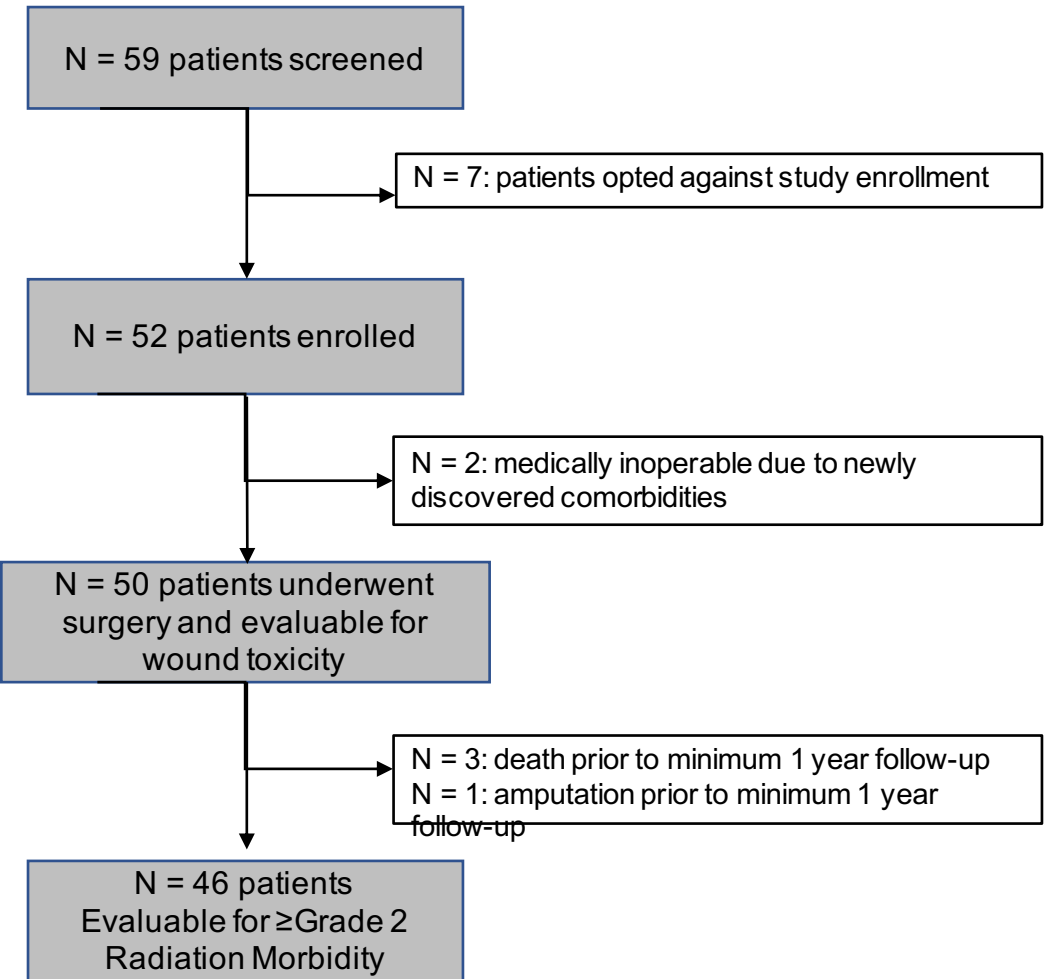 N = 59 patients screened
N = 7: patients opted against study enrollment
N = 52 patients enrolled
N = 2: medically inoperable due to newly
discovered comorbidities
N = 50 patients underwent
surgery and evaluable for
wound toxicity
N = 3: death prior to minimum 1 year follow-up
N = 1: amputation prior to minimum 1 year
follow-up
N = 46 patients
Evaluable for ≥Grade 2
Radiation Morbidity